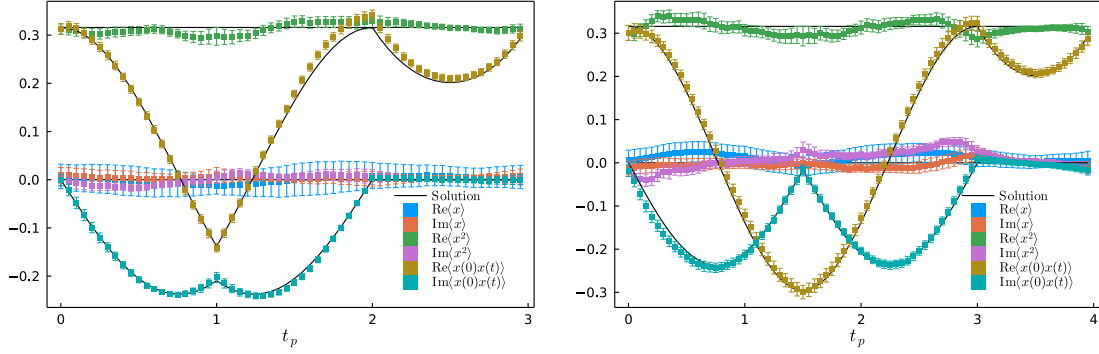 0.3
0.2
0.1
0.0
−0.1
−0.2
Solution
Re⟨x⟩
Im⟨x⟩
Re⟨x²⟩
Im⟨x²⟩
Re⟨x(0)x(t)⟩
Im⟨x(0)x(t)⟩
0 1 2 3
t_p
0.3
0.2
0.1
0.0
−0.1
−0.2
−0.3
Solution
Re⟨x⟩
Im⟨x⟩
Re⟨x²⟩
Im⟨x²⟩
Re⟨x(0)x(t)⟩
Im⟨x(0)x(t)⟩
0 1 2 3 4
t_p